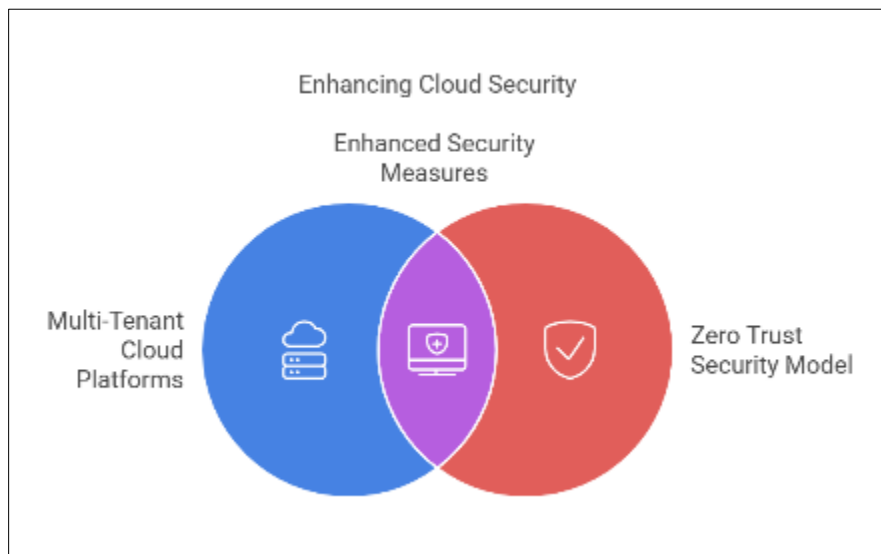 Enhancing Cloud Security
Enhanced Security
Measures
Multi-Tenant
Cloud
Platforms
Zero Trust
Security Model